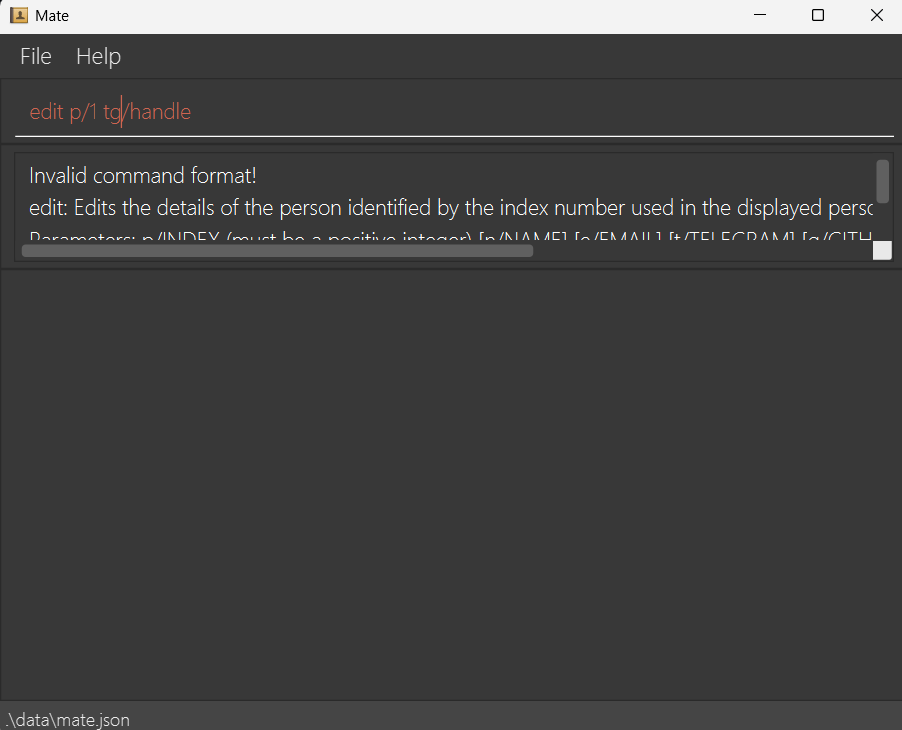 Mate
File Help
edit p/1 tg/handle
Invalid command format!
edit: Edits the details of the person identified by the index number used in the displayed perso
Parameters: p/INDEX (must be a positive integer) [n/NAME] [e/EMAIL] [t/TELEGRAM] [g/GITH
.\data\mate.json